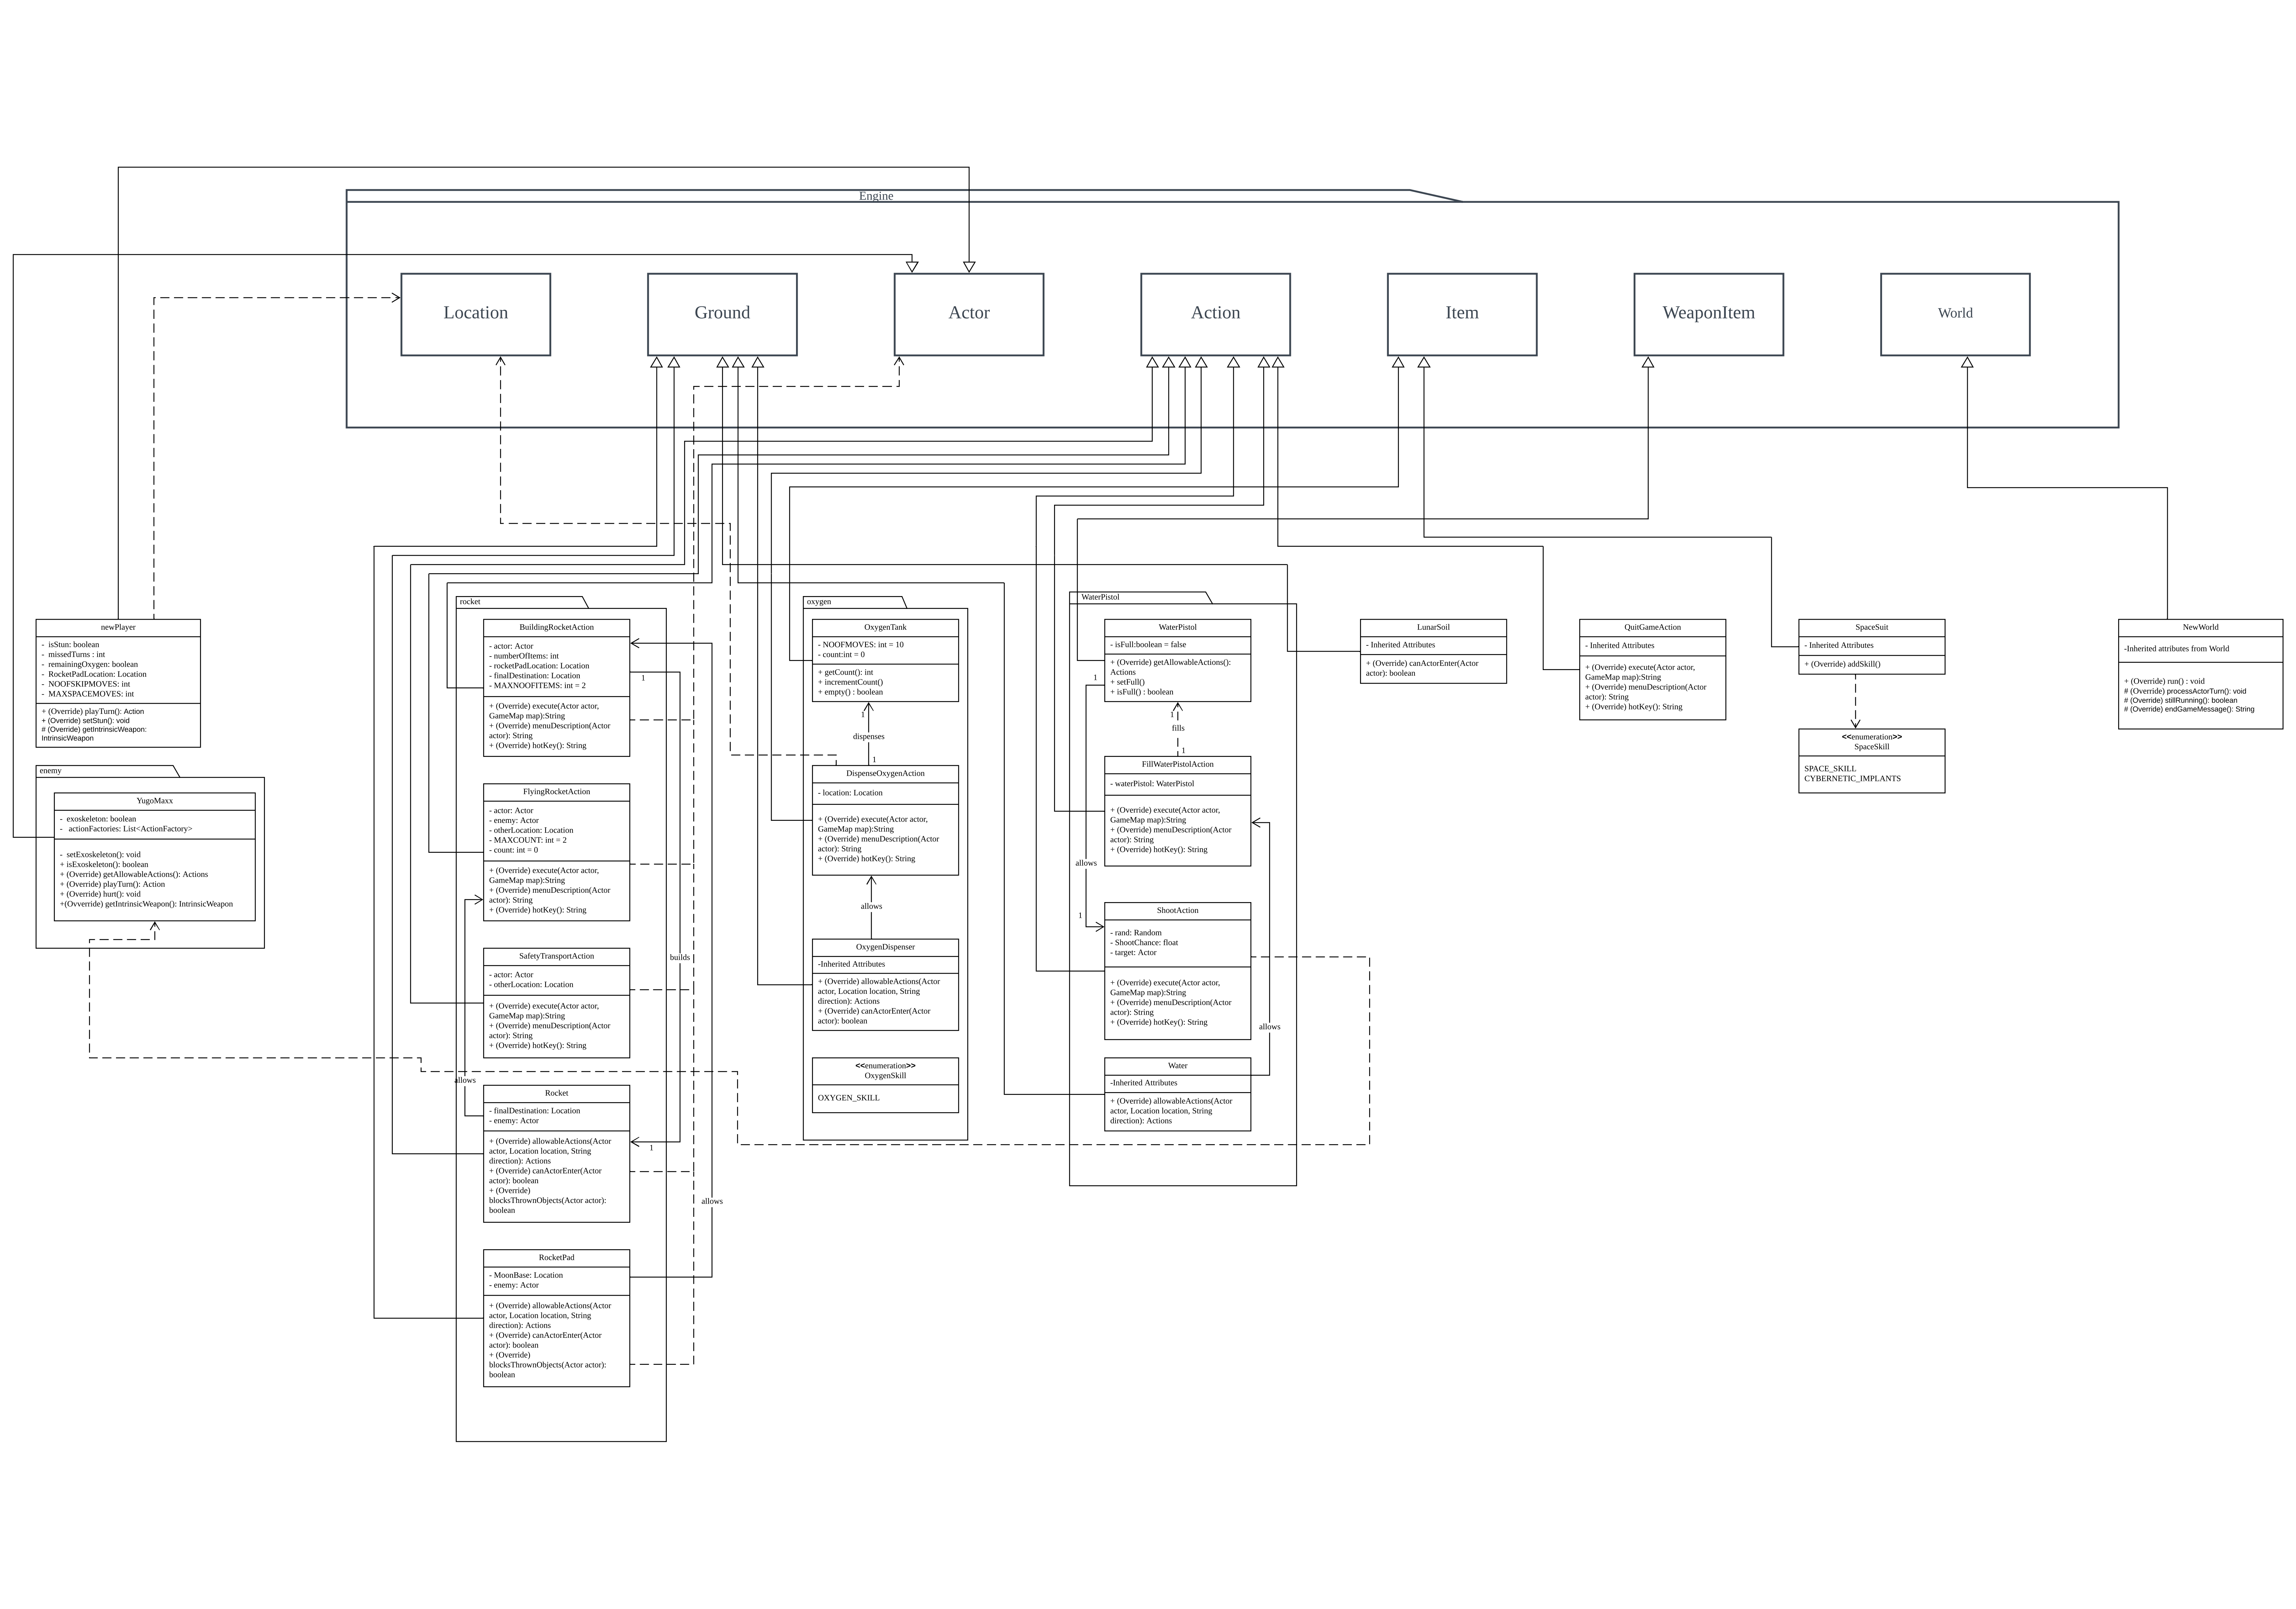 Engine
Location
Ground
Actor
Action
Item
WeaponItem
World
newPlayer
- isStun: boolean
- missedTurns : int
- remainingOxygen: boolean
- RocketPadLocation: Location
- NOOFSKIPMOVES: int
- MAXSPACEMOVES: int
+ (Override) playTurn(): Action
+ (Override) setStun(): void
# (Override) getIntrinsicWeapon:
IntrinsicWeapon
enemy
YugoMaxx
- exoskeleton: boolean
- actionFactories: List<ActionFactory>
- setExoskeleton(): void
+ isExoskeleton(): boolean
+ (Override) getAllowableActions(): Actions
+ (Override) playTurn(): Action
+ (Override) hurt(): void
+(Ovverride) getIntrinsicWeapon(): IntrinsicWeapon
rocket
BuildingRocketAction
- actor: Actor
- numberOfItems: int
- rocketPadLocation: Location
- finalDestination: Location
- MAXNOOFITEMS: int = 2
+ (Override) execute(Actor actor,
GameMap map):String
+ (Override) menuDescription(Actor
actor): String
+ (Override) hotKey(): String
1
FlyingRocketAction
- actor: Actor
- enemy: Actor
- otherLocation: Location
- MAXCOUNT: int = 2
- count: int = 0
+ (Override) execute(Actor actor,
GameMap map):String
+ (Override) menuDescription(Actor
actor): String
+ (Override) hotKey(): String
SafetyTransportAction
- actor: Actor
- otherLocation: Location
+ (Override) execute(Actor actor,
GameMap map):String
+ (Override) menuDescription(Actor
actor): String
+ (Override) hotKey(): String
builds
allows
Rocket
- finalDestination: Location
- enemy: Actor
+ (Override) allowableActions(Actor
actor, Location location, String
direction): Actions
+ (Override) canActorEnter(Actor
actor): boolean
+ (Override)
blocksThrownObjects(Actor actor):
boolean
1
allows
RocketPad
- MoonBase: Location
- enemy: Actor
+ (Override) allowableActions(Actor
actor, Location location, String
direction): Actions
+ (Override) canActorEnter(Actor
actor): boolean
+ (Override)
blocksThrownObjects(Actor actor):
boolean
oxygen
OxygenTank
- NOOFMOVES: int = 10
- count:int = 0
+ getCount(): int
+ incrementCount()
+ empty() : boolean
1
dispenses
1
DispenseOxygenAction
- location: Location
+ (Override) execute(Actor actor,
GameMap map):String
+ (Override) menuDescription(Actor
actor): String
+ (Override) hotKey(): String
allows
OxygenDispenser
-Inherited Attributes
+ (Override) allowableActions(Actor
actor, Location location, String
direction): Actions
+ (Override) canActorEnter(Actor
actor): boolean
<<enumeration>>
OxygenSkill
OXYGEN_SKILL
WaterPistol
WaterPistol
- isFull:boolean = false
+ (Override) getAllowableActions():
Actions
+ setFull()
+ isFull() : boolean
1
1
fills
1
FillWaterPistolAction
- waterPistol: WaterPistol
+ (Override) execute(Actor actor,
GameMap map):String
+ (Override) menuDescription(Actor
actor): String
+ (Override) hotKey(): String
allows
1
ShootAction
- rand: Random
- ShootChance: float
- target: Actor
+ (Override) execute(Actor actor,
GameMap map):String
+ (Override) menuDescription(Actor
actor): String
+ (Override) hotKey(): String
allows
Water
-Inherited Attributes
+ (Override) allowableActions(Actor
actor, Location location, String
direction): Actions
LunarSoil
- Inherited Attributes
+ (Override) canActorEnter(Actor
actor): boolean
QuitGameAction
- Inherited Attributes
+ (Override) execute(Actor actor,
GameMap map):String
+ (Override) menuDescription(Actor
actor): String
+ (Override) hotKey(): String
SpaceSuit
- Inherited Attributes
+ (Override) addSkill()
<<enumeration>>
SpaceSkill
SPACE_SKILL
CYBERNETIC_IMPLANTS
NewWorld
-Inherited attributes from World
+ (Override) run() : void
# (Override) processActorTurn(): void
# (Override) stillRunning(): boolean
# (Override) endGameMessage(): String